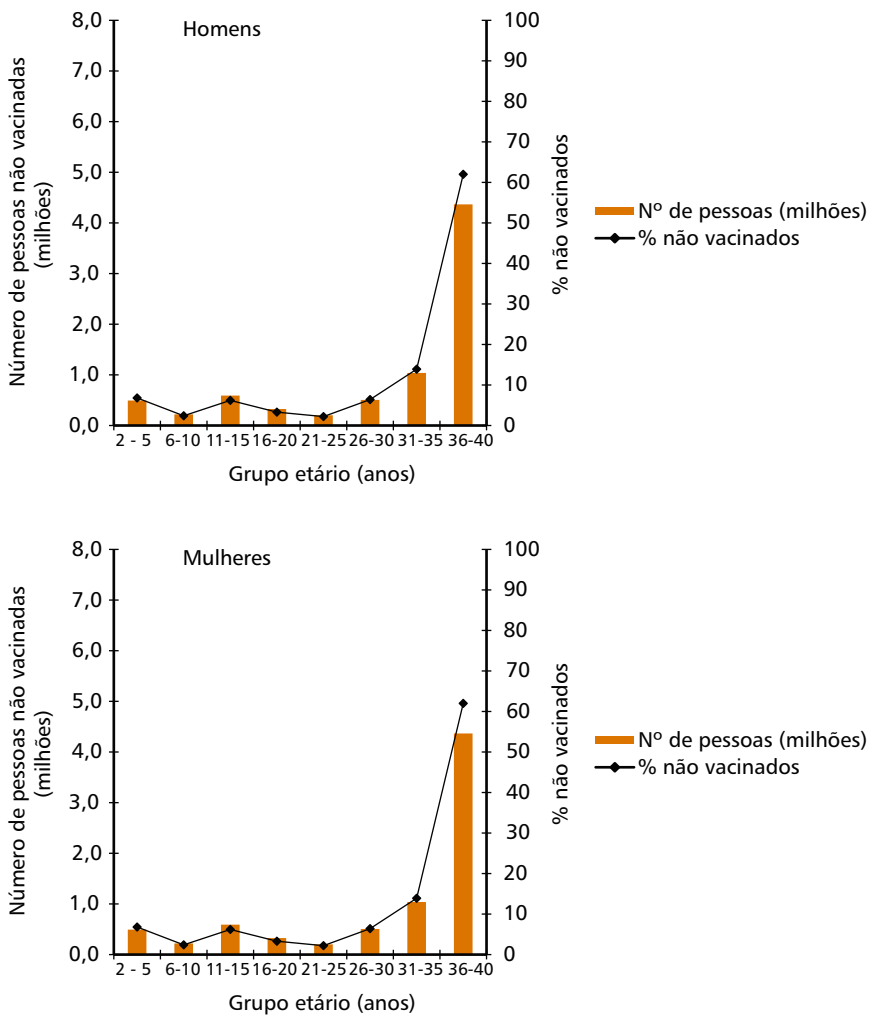 Homens
Número de pessoas não vacinadas
(milhões)
8,0
7,0
6,0
5,0
4,0
3,0
2,0
1,0
0,0
100
90
80
70
60
50
40
30
20
10
0
% não vacinados
2 - 5 6-10 11-15 16-20 21-25 26-30 31-35 36-40
Grupo etário (anos)
Nº de pessoas (milhões)
% não vacinados
Mulheres
Número de pessoas não vacinadas
(milhões)
8,0
7,0
6,0
5,0
4,0
3,0
2,0
1,0
0,0
100
90
80
70
60
50
40
30
20
10
0
% não vacinados
2 - 5 6-10 11-15 16-20 21-25 26-30 31-35 36-40
Grupo etário (anos)
Nº de pessoas (milhões)
% não vacinados